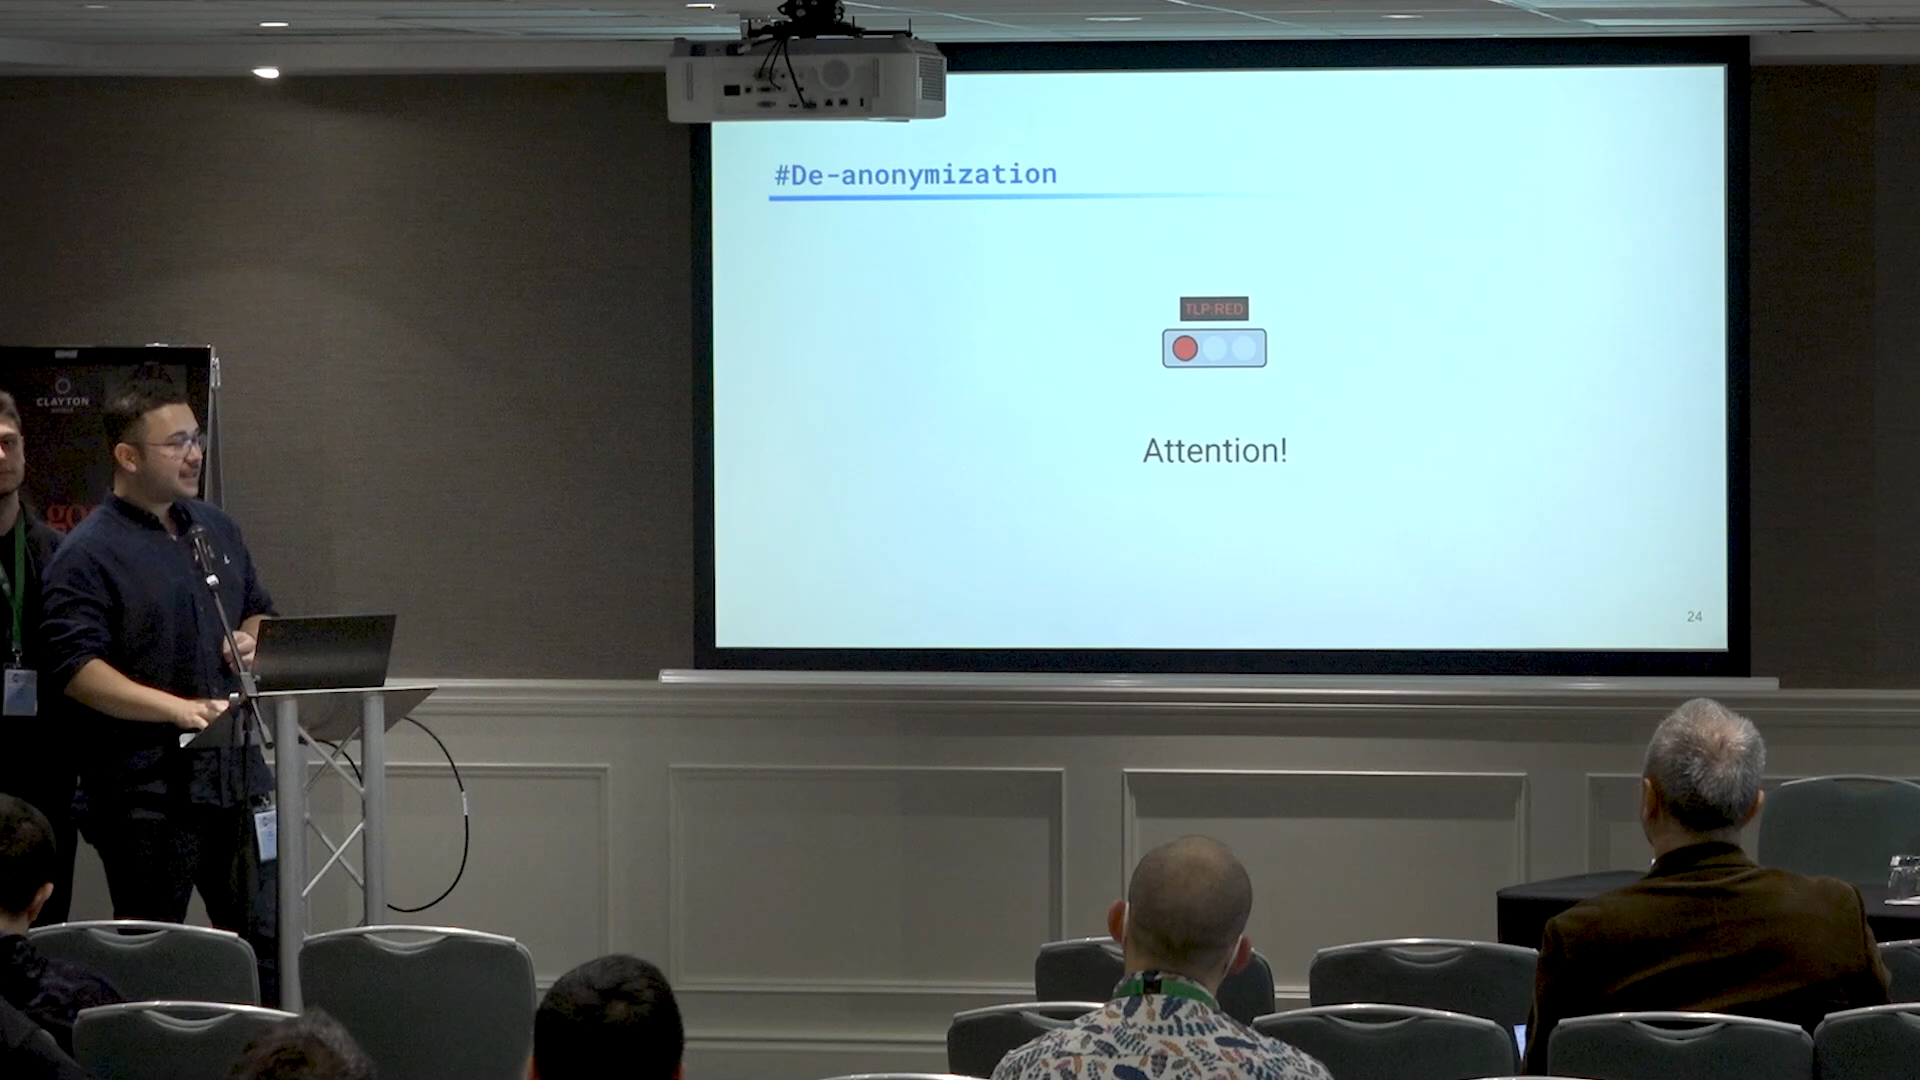 #De-anonymization
TLP:RED
Attention!
24
CLAYTON